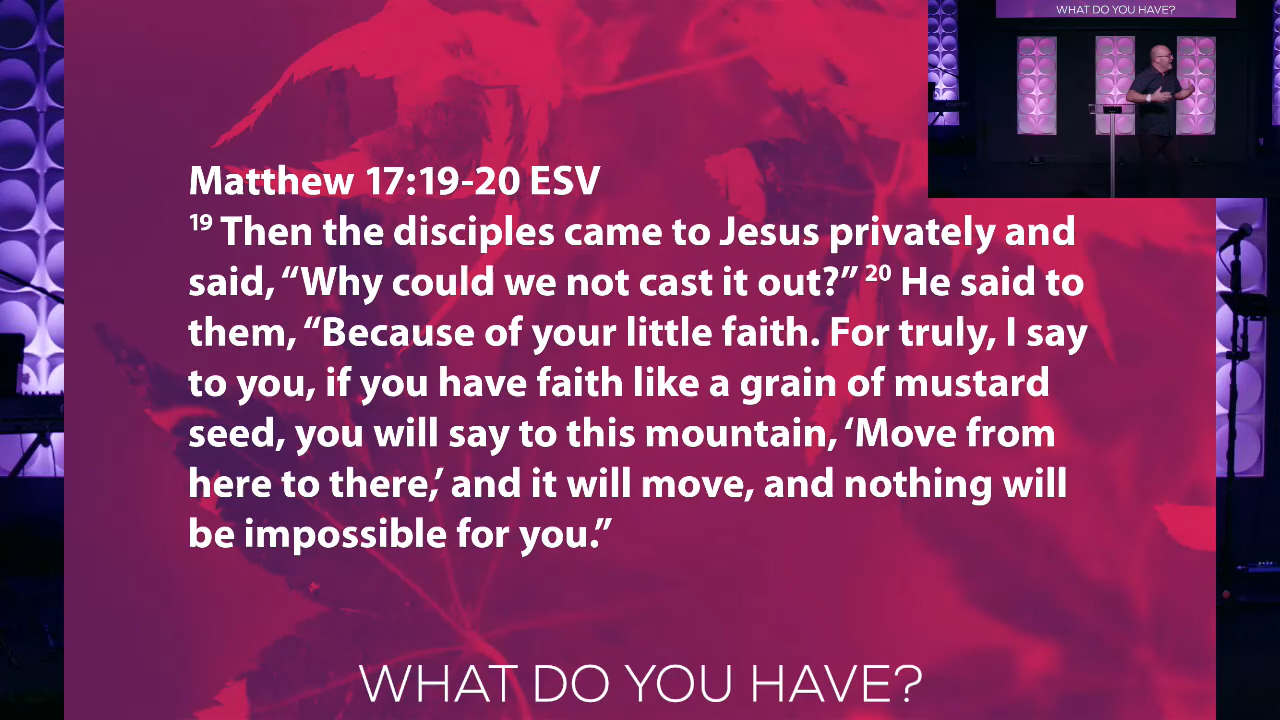 WHAT DO YOU HAVE?
Matthew 17:19-20 ESV
19 Then the disciples came to Jesus privately and
said, “Why could we not cast it out?” 20 He said to
them, “Because of your little faith. For truly, I say
to you, if you have faith like a grain of mustard
seed, you will say to this mountain, ‘Move from
here to there,’ and it will move, and nothing will
be impossible for you.”
WHAT DO YOU HAVE?